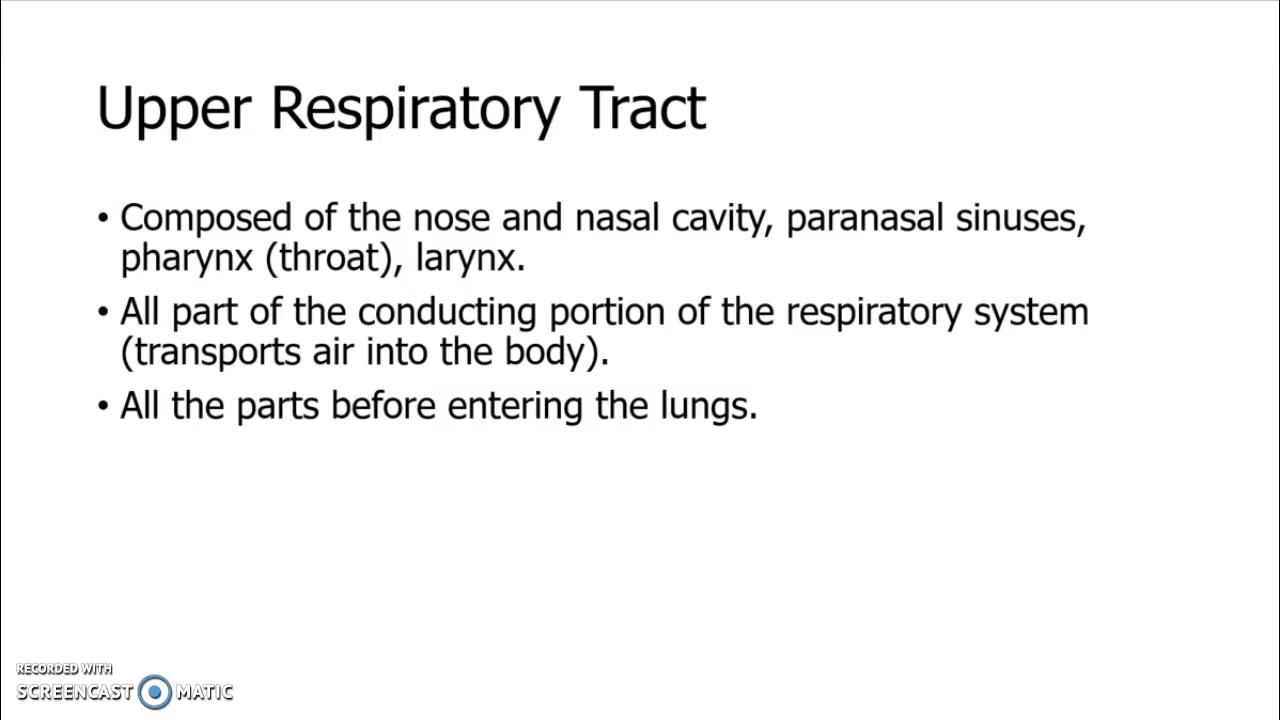 Upper Respiratory Tract
• Composed of the nose and nasal cavity, paranasal sinuses,
pharynx (throat), larynx.
• All part of the conducting portion of the respiratory system
(transports air into the body).
• All the parts before entering the lungs.
RECORDED WITH
SCREENCAST MATIC